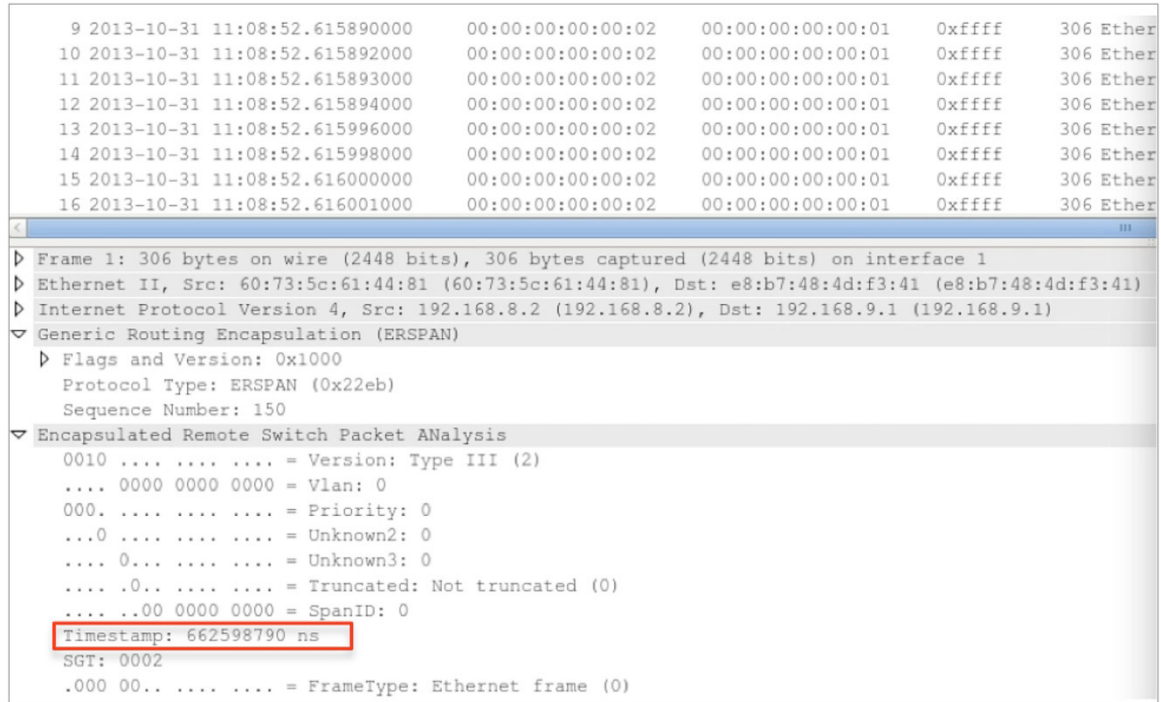 9 2013-10-31 11:08:52.615890000 00:00:00:00:00:02 00:00:00:00:00:01 0xffff 306 Ether
10 2013-10-31 11:08:52.615892000 00:00:00:00:00:02 00:00:00:00:00:01 0xffff 306 Ether
11 2013-10-31 11:08:52.615893000 00:00:00:00:00:02 00:00:00:00:00:01 0xffff 306 Ether
12 2013-10-31 11:08:52.615894000 00:00:00:00:00:02 00:00:00:00:00:01 0xffff 306 Ether
13 2013-10-31 11:08:52.615996000 00:00:00:00:00:02 00:00:00:00:00:01 0xffff 306 Ether
14 2013-10-31 11:08:52.615998000 00:00:00:00:00:02 00:00:00:00:00:01 0xffff 306 Ether
15 2013-10-31 11:08:52.616000000 00:00:00:00:00:02 00:00:00:00:00:01 0xffff 306 Ether
16 2013-10-31 11:08:52.616001000 00:00:00:00:00:02 00:00:00:00:00:01 0xffff 306 Ether
Frame 1: 306 bytes on wire (2448 bits), 306 bytes captured (2448 bits) on interface 1
Ethernet II, Src: 60:73:5c:61:44:81 (60:73:5c:61:44:81), Dst: e8:b7:48:4d:f3:41 (e8:b7:48:4d:f3:41)
Internet Protocol Version 4, Src: 192.168.8.2 (192.168.8.2), Dst: 192.168.9.1 (192.168.9.1)
Generic Routing Encapsulation (ERSPAN)
Flags and Version: 0x1000
Protocol Type: ERSPAN (0x22eb)
Sequence Number: 150
Encapsulated Remote Switch Packet ANalysis
0010 .... .... .... = Version: Type III (2)
.... 0000 0000 0000 = Vlan: 0
000. .... .... .... = Priority: 0
...0 .... .... .... = Unknown2: 0
.... 0... .... .... = Unknown3: 0
.... .0.. .... .... = Truncated: Not truncated (0)
.... ..00 0000 0000 = SpanID: 0
Timestamp: 662598790 ns
SGT: 0002
.000 00.. .... .... = FrameType: Ethernet frame (0)